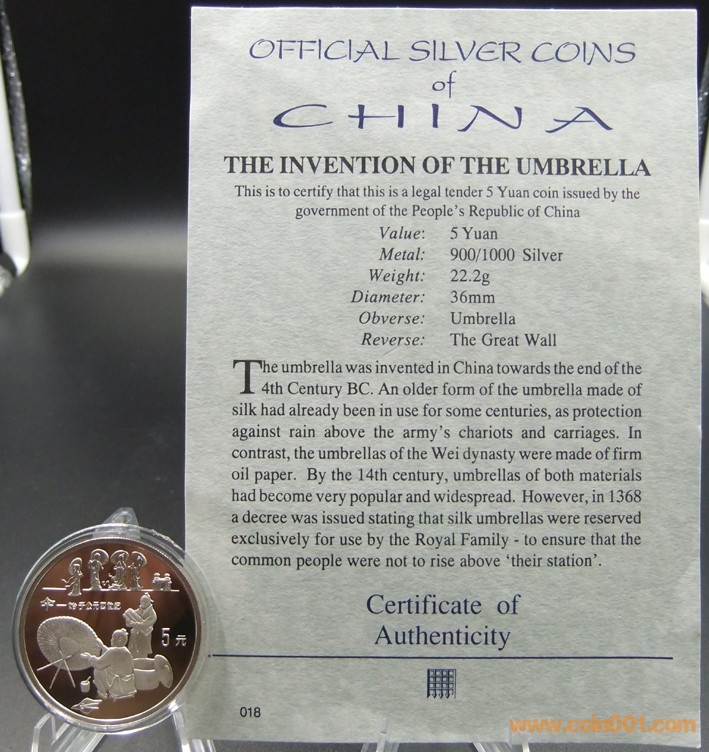 OFFICIAL SILVER COINS
of
CHINA
THE INVENTION OF THE UMBRELLA
This is to certify that this is a legal tender 5 Yuan coin issued by the
government of the People's Republic of China
Value: 5 Yuan
Metal: 900/1000 Silver
Weight: 22.2g
Diameter: 36mm
Obverse: Umbrella
Reverse: The Great Wall
The umbrella was invented in China towards the end of the
4th Century BC. An older form of the umbrella made of
silk had already been in use for some centuries, as protection
against rain above the army's chariots and carriages. In
contrast, the umbrellas of the Wei dynasty were made of firm
oil paper. By the 14th century, umbrellas of both materials
had become very popular and widespread. However, in 1368
a decree was issued stating that silk umbrellas were reserved
exclusively for use by the Royal Family - to ensure that the
common people were not to rise above 'their station'.
Certificate of
Authenticity
018
5元
www.coin001.com